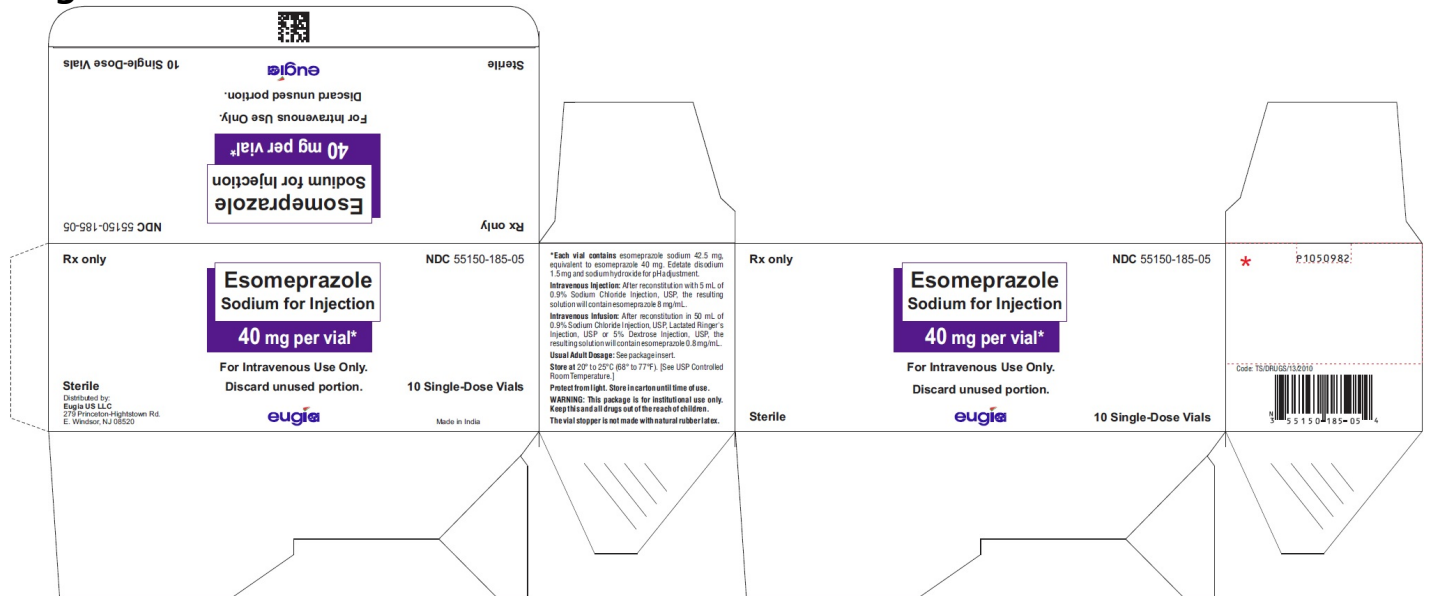 10 Single-Dose Vials
eugia
Sterile
Discard unused portion.
For Intravenous Use Only.
40 mg per vial*
Sodium for Injection
Esomeprazole
NDC 55150-185-05
Rx only
Rx only
NDC 55150-185-05
Esomeprazole
Sodium for Injection
40 mg per vial*
For Intravenous Use Only.
Discard unused portion.
Sterile
10 Single-Dose Vials
Distributed by:
Eugia US LLC
279 Princeton-Hightstown Rd.
E. Windsor, NJ 08520
eugia
Made in India
*Each vial contains esomeprazole sodium 42.5 mg,
equivalent to esomeprazole 40 mg. Edetate disodium
1.5 mg and sodium hydroxide for pH adjustment.
Intravenous Injection: After reconstitution with 5 mL of
0.9% Sodium Chloride Injection, USP, the resulting
solution will contain esomeprazole 8 mg/mL.
Intravenous Infusion: After reconstitution in 50 mL of
0.9% Sodium Chloride Injection, USP, Lactated Ringer's
Injection, USP or 5% Dextrose Injection, USP, the
resulting solution will contain esomeprazole 0.8 mg/mL.
Usual Adult Dosage: See package insert.
Store at 20° to 25°C (68° to 77°F). [See USP Controlled
Room Temperature.]
Protect from light. Store in carton until time of use.
WARNING: This package is for institutional use only.
Keep this and all drugs out of the reach of children.
The vial stopper is not made with natural rubber latex.
Rx only
NDC 55150-185-05
Esomeprazole
Sodium for Injection
40 mg per vial*
For Intravenous Use Only.
Discard unused portion.
Sterile
eugia
10 Single-Dose Vials
*
P1050982
Code: TS/DRUGS/13/2010
N
3 55150-185-05 4